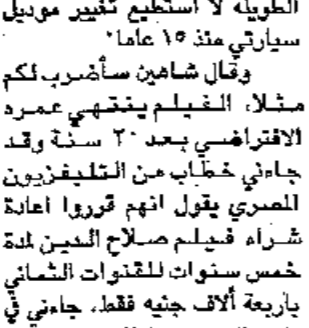 الطويلة لا استطيع تغيير موديل
سيارتي منذ ١٥ عاما"
وقال شاهين سأضرب لكم
مثلا، الفيلم ينتهي عمره
الافتراضي بعد ٢٠ سنة وقد
جاءني خطاب من التليفزيون
المصري يقول انهم قرروا اعادة
شراء فيلم صلاح الدين لمدة
خمس سنوات للقنوات الثماني
باربعة ألاف جنيه فقط، جاءني في